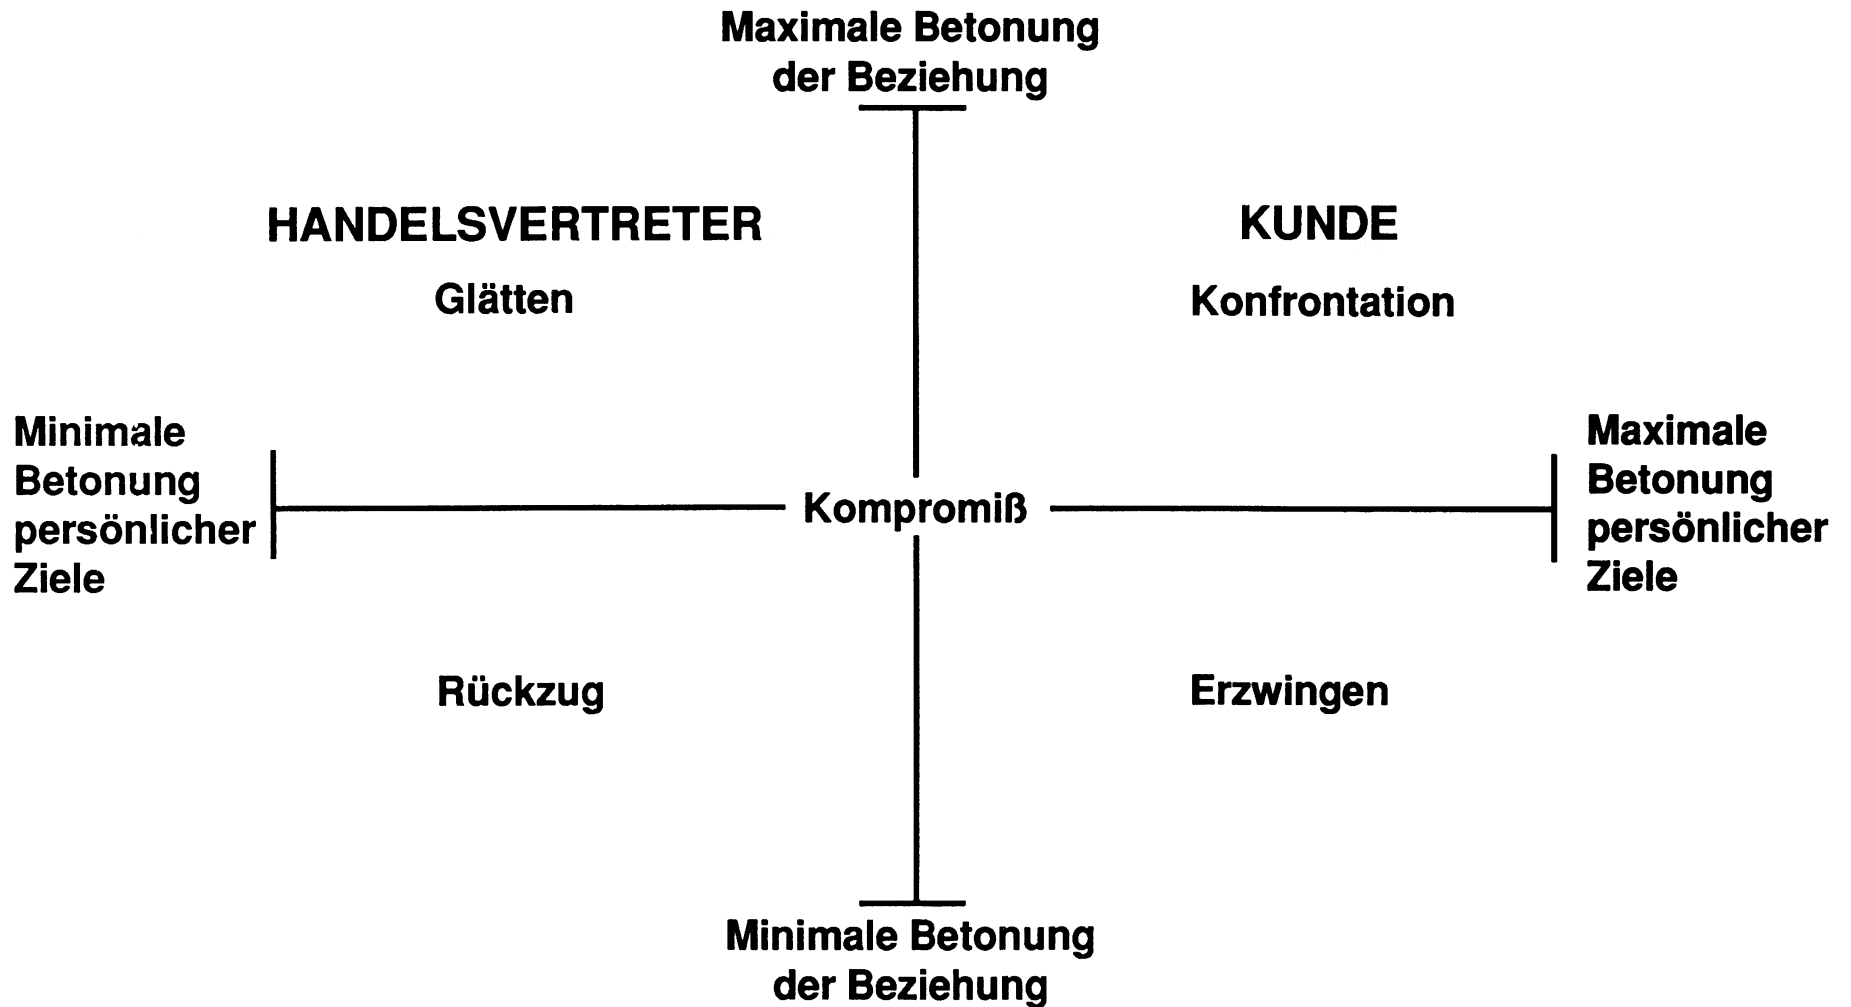 Maximale Betonung
der Beziehung
HANDELSVERTRETER
KUNDE
Glätten
Konfrontation
Minimale
Betonung
persönlicher
Ziele
Kompromiß
Maximale
Betonung
persönlicher
Ziele
Rückzug
Erzwingen
Minimale Betonung
der Beziehung